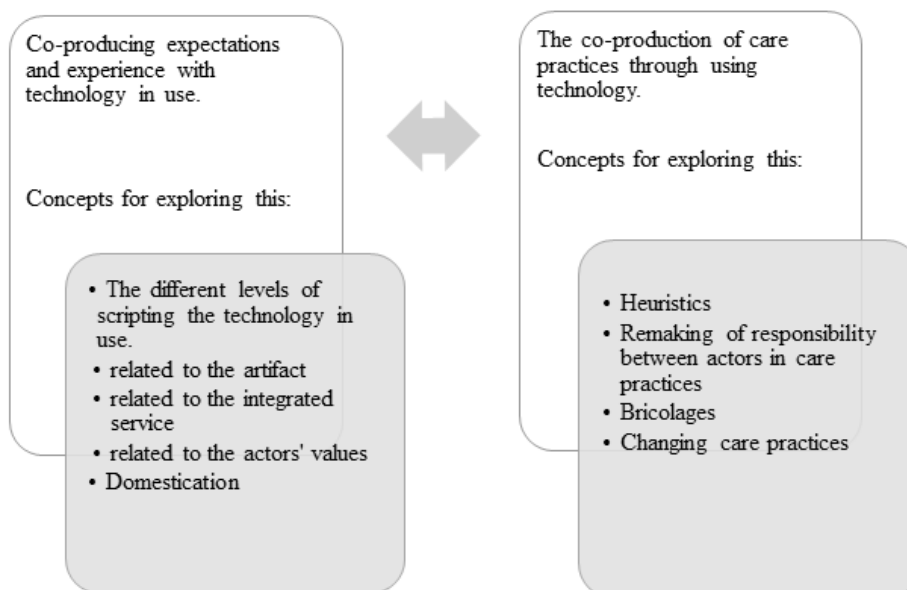 Co-producing expectations
and experience with
technology in use.
Concepts for exploring this:
• The different levels of
scripting the technology in
use.
• related to the artifact
• related to the integrated
service
• related to the actors' values
• Domestication
The co-production of care
practices through using
technology.
Concepts for exploring this:
• Heuristics
• Remaking of responsibility
between actors in care
practices
• Bricolages
• Changing care practices